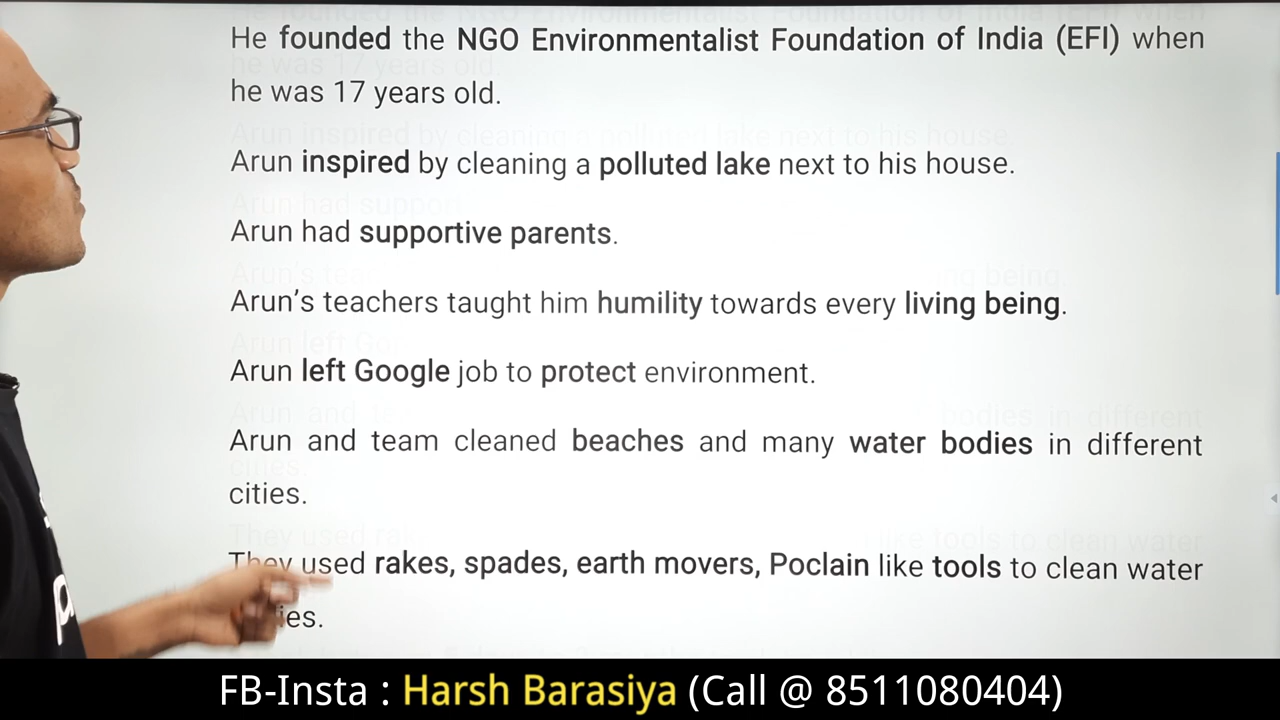 He founded the NGO Environmentalist Foundation of India (EFI) when
he was 17 years old.
Arun inspired by cleaning a polluted lake next to his house.
Arun had supportive parents.
Arun's teachers taught him humility towards every living being.
Arun left Google job to protect environment.
Arun and team cleaned beaches and many water bodies in different
cities.
They used rakes, spades, earth movers, Poclain like tools to clean water
FB-Insta : Harsh Barasiya (Call @ 8511080404)